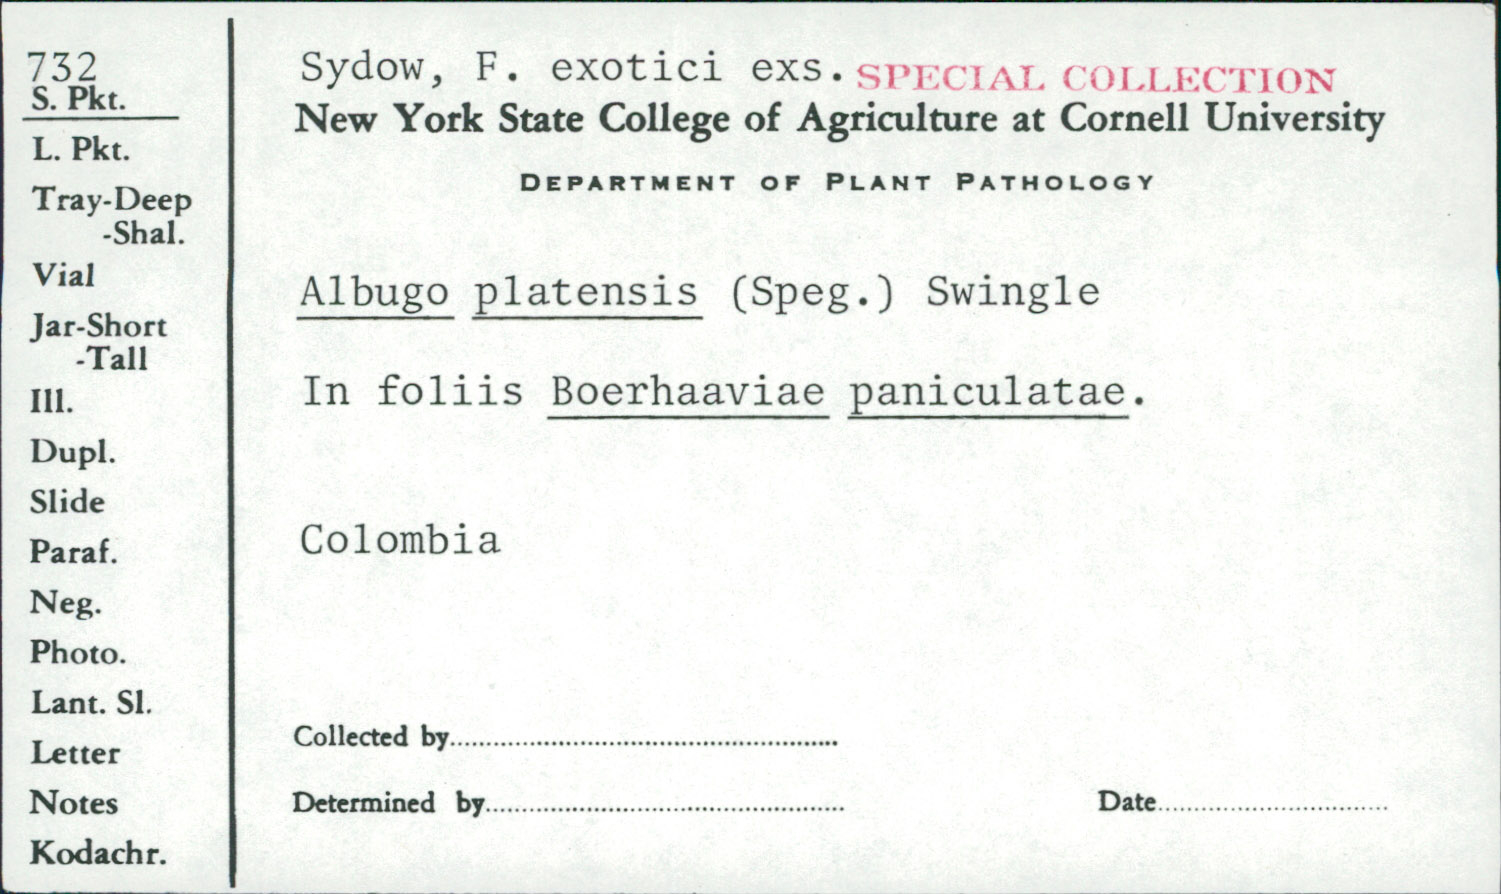 732
S. Pkt.
L. Pkt.
Tray-Deep
-Shal.
Vial
Jar-Short
-Tall
Ill.
Dupl.
Slide
Paraf.
Neg.
Photo.
Lant. Sl.
Letter
Notes
Kodachr.
Sydow, F. exotici exs. SPECIAL COLLECTION
New York State College of Agriculture at Cornell University
DEPARTMENT OF PLANT PATHOLOGY
Albugo platensis (Speg.) Swingle
In foliis Boerhaaviae paniculatae.
Colombia
Collected by
Determined by Date